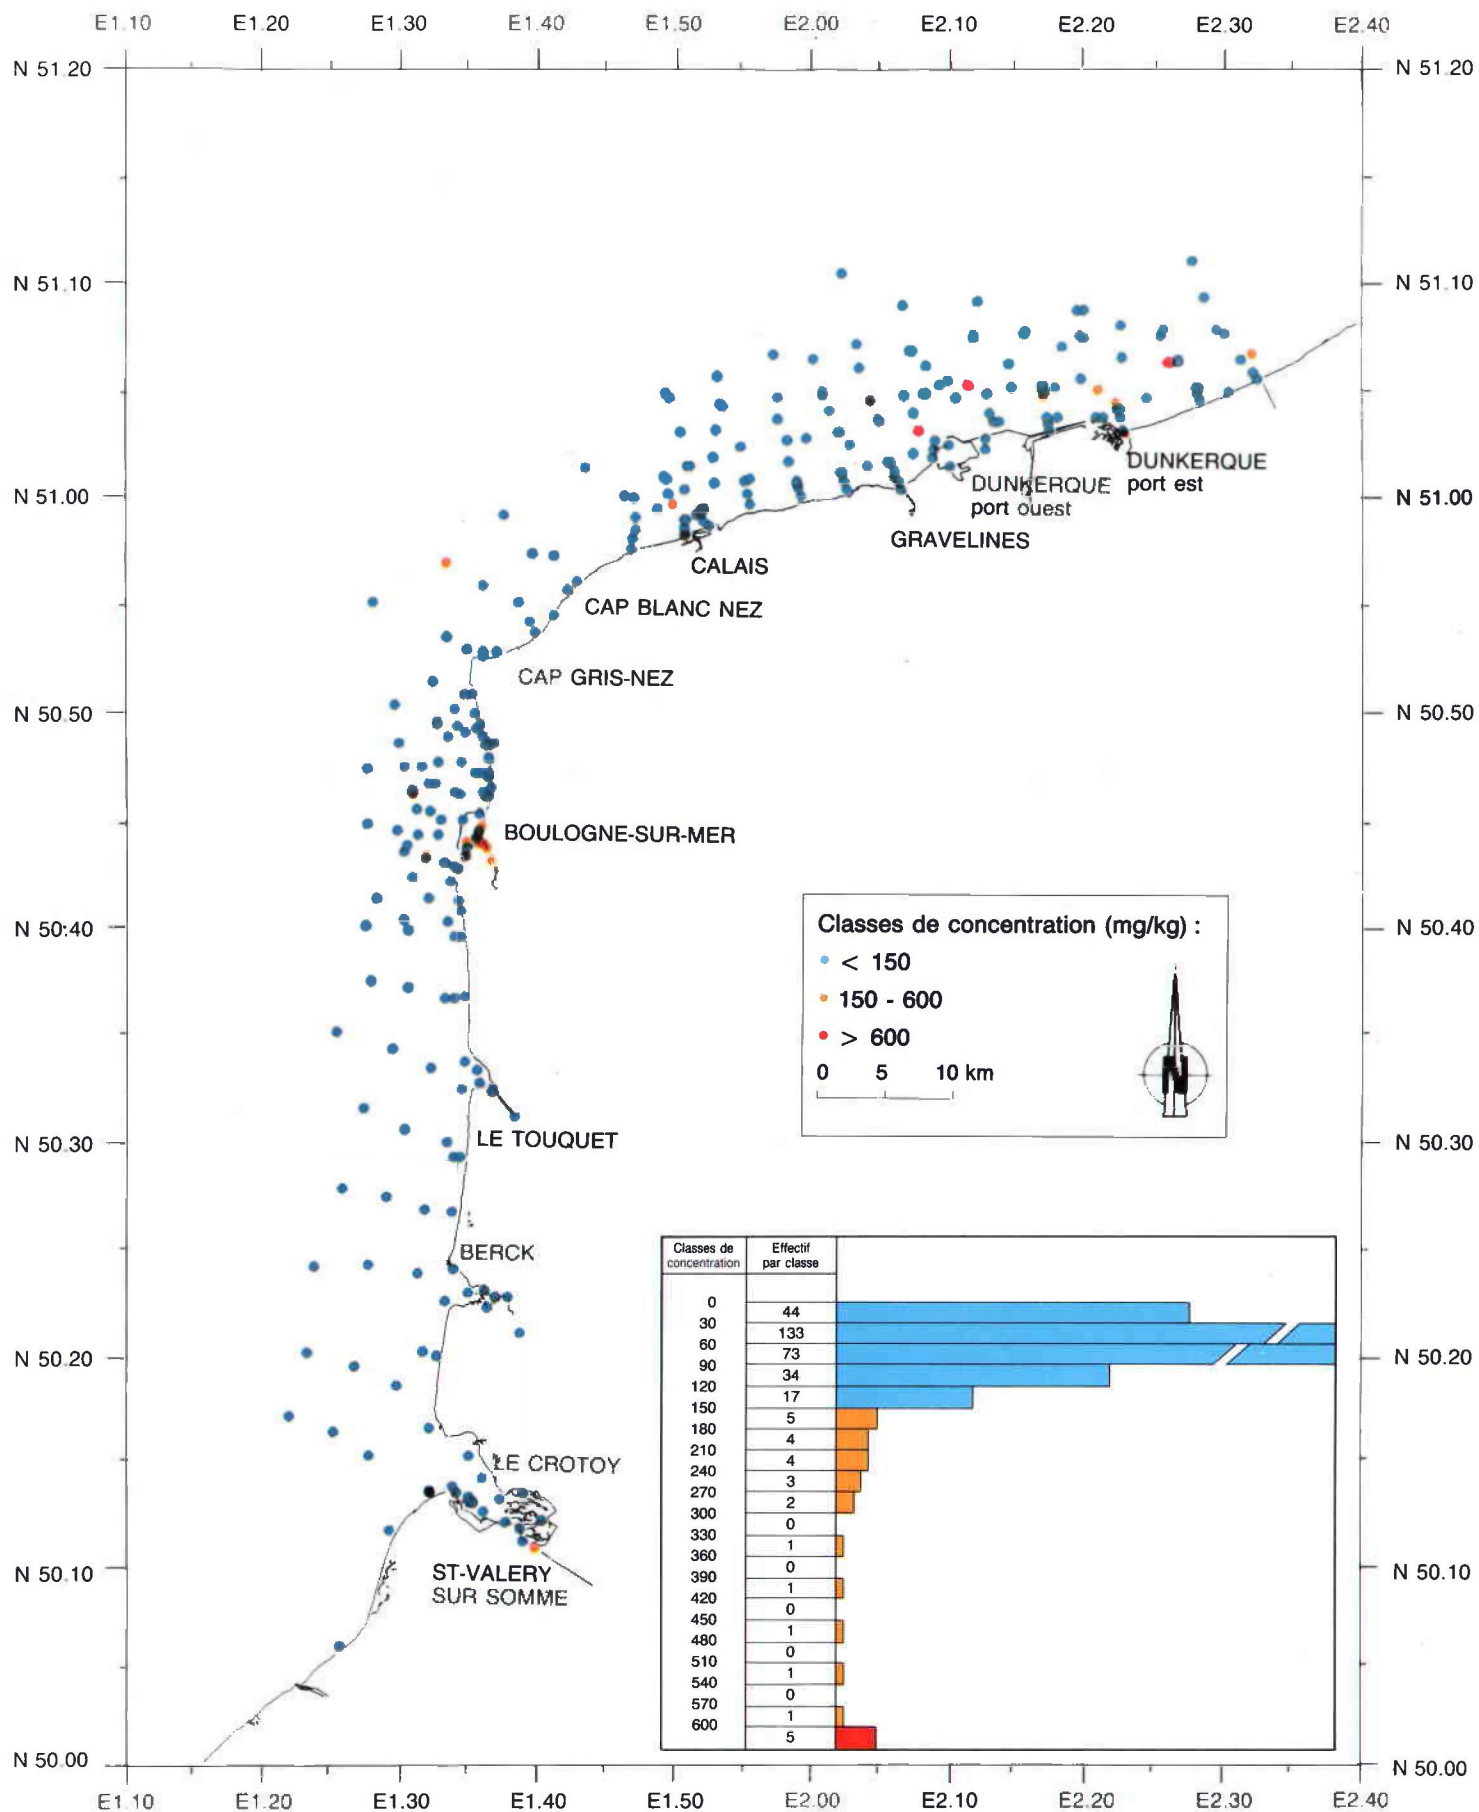 E1.10 E1.20 E1.30 E1.40 E1.50 E2.00 E2.10 E2.20 E2.30 E2.40
N 51.20 N 51.20
N 51.10 N 51.10
N 51.00 N 51.00
DUNKERQUE
port est
DUNKERQUE
port ouest
GRAVELINES
CALAIS
CAP BLANC NEZ
CAP GRIS-NEZ
N 50.50 N 50.50
BOULOGNE-SUR-MER
N 50:40 N 50.40
Classes de concentration (mg/kg) :
< 150
150 - 600
> 600
0 5 10 km
N
N 50.30 N 50.30
LE TOUQUET
BERCK
N 50.20 N 50.20
LE CROTOY
ST-VALERY
SUR SOMME
N 50.10 N 50.10
Classes de concentration
Effectif par classe
0
44
30
133
60
73
90
34
120
17
150
5
180
4
210
4
240
3
270
2
300
0
330
1
360
0
390
1
420
0
450
1
480
0
510
1
540
0
570
1
600
5
N 50.00 N 50.00
E1.10 E1.20 E1.30 E1.40 E1.50 E2.00 E2.10 E2.20 E2.30 E2.40